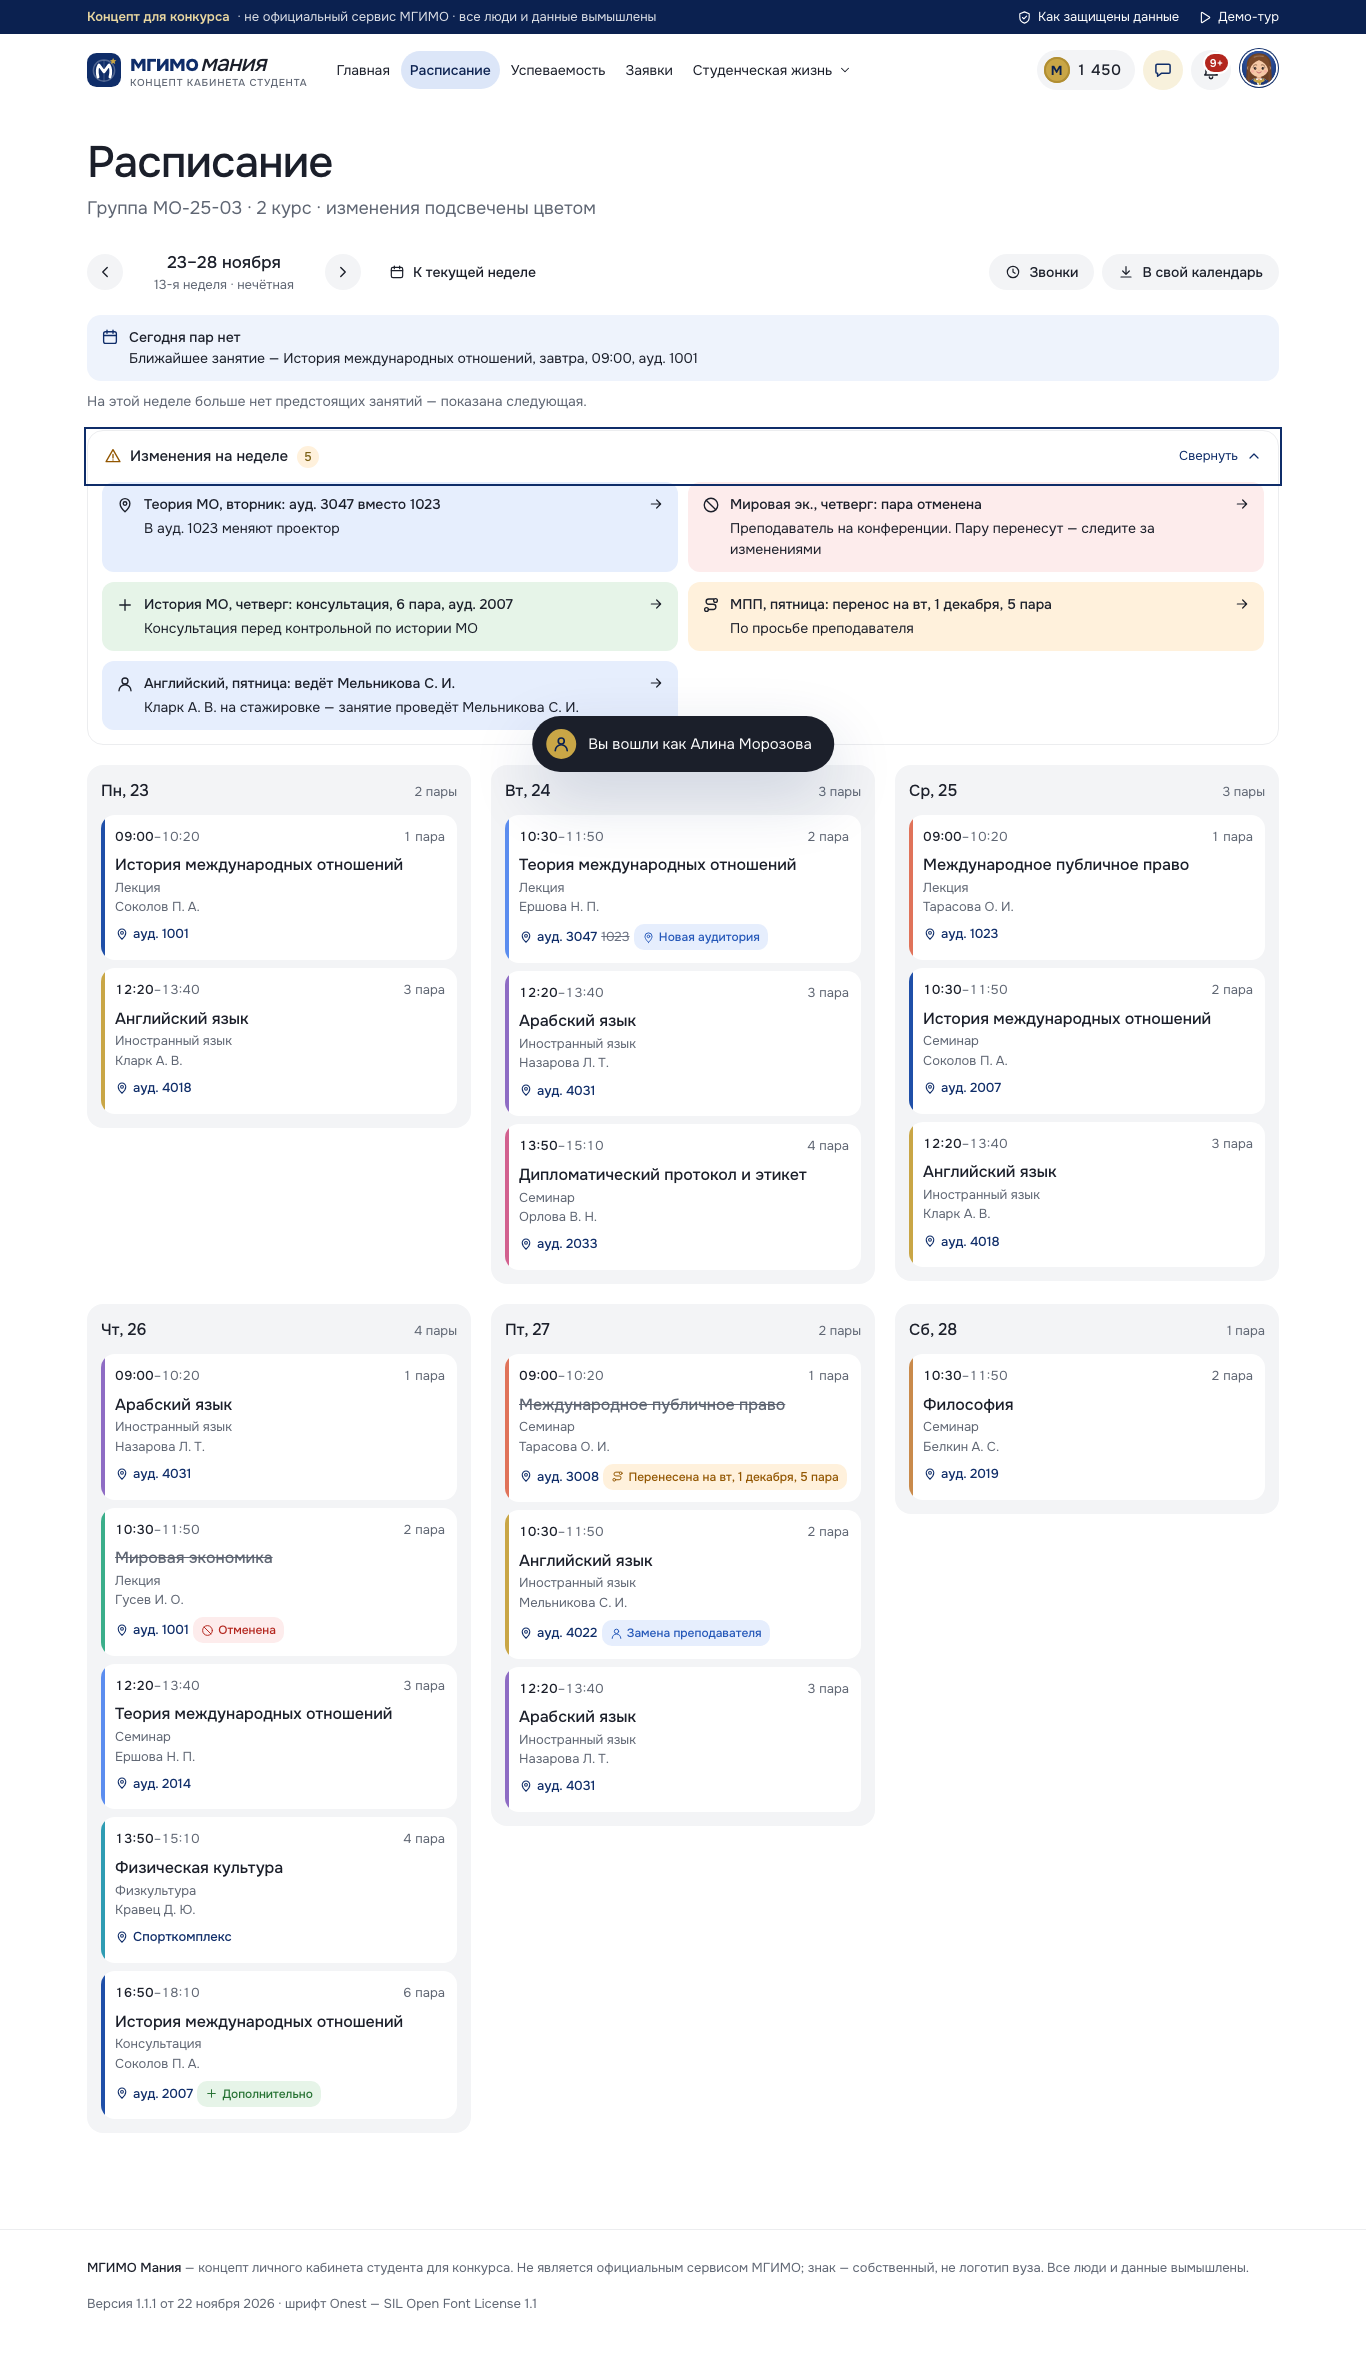 Концепт для конкурса · не официальный сервис МГИМО · все люди и данные вымышлены
Как защищены данные
Демо-тур
МГИМО Мания
КОНЦЕПТ КАБИНЕТА СТУДЕНТА
Главная
Расписание
Успеваемость
Заявки
Студенческая жизнь
М 1 450
9+
Расписание
Группа МО-25-03 · 2 курс · изменения подсвечены цветом
23–28 ноября
13-я неделя · нечётная
К текущей неделе
Звонки
В свой календарь
Сегодня пар нет
Ближайшее занятие — История международных отношений, завтра, 09:00, ауд. 1001
На этой неделе больше нет предстоящих занятий — показана следующая.
Изменения на неделе 5
Свернуть
Теория МО, вторник: ауд. 3047 вместо 1023
В ауд. 1023 меняют проектор
Мировая эк., четверг: пара отменена
Преподаватель на конференции. Пару перенесут — следите за
изменениями
История МО, четверг: консультация, 6 пара, ауд. 2007
Консультация перед контрольной по истории МО
МПП, пятница: перенос на вт, 1 декабря, 5 пара
По просьбе преподавателя
Английский, пятница: ведёт Мельникова С. И.
Кларк А. В. на стажировке — занятие проведёт Мельникова С. И.
Вы вошли как Алина Морозова
Пн, 23
2 пары
09:00–10:20
1 пара
История международных отношений
Лекция
Соколов П. А.
ауд. 1001
12:20–13:40
3 пара
Английский язык
Иностранный язык
Кларк А. В.
ауд. 4018
Вт, 24
3 пары
10:30–11:50
2 пара
Теория международных отношений
Лекция
Ершова Н. П.
ауд. 3047 1023 Новая аудитория
12:20–13:40
3 пара
Арабский язык
Иностранный язык
Назарова Л. Т.
ауд. 4031
13:50–15:10
4 пара
Дипломатический протокол и этикет
Семинар
Орлова В. Н.
ауд. 2033
Ср, 25
3 пары
09:00–10:20
1 пара
Международное публичное право
Лекция
Тарасова О. И.
ауд. 1023
10:30–11:50
2 пара
История международных отношений
Семинар
Соколов П. А.
ауд. 2007
12:20–13:40
3 пара
Английский язык
Иностранный язык
Кларк А. В.
ауд. 4018
Чт, 26
4 пары
09:00–10:20
1 пара
Арабский язык
Иностранный язык
Назарова Л. Т.
ауд. 4031
10:30–11:50
2 пара
Мировая экономика
Лекция
Гусев И. О.
ауд. 1001 Отменена
12:20–13:40
3 пара
Теория международных отношений
Семинар
Ершова Н. П.
ауд. 2014
13:50–15:10
4 пара
Физическая культура
Физкультура
Кравец Д. Ю.
Спорткомплекс
16:50–18:10
6 пара
История международных отношений
Консультация
Соколов П. А.
ауд. 2007 Дополнительно
Пт, 27
2 пары
09:00–10:20
1 пара
Международное публичное право
Семинар
Тарасова О. И.
ауд. 3008 Перенесена на вт, 1 декабря, 5 пара
10:30–11:50
2 пара
Английский язык
Иностранный язык
Мельникова С. И.
ауд. 4022 Замена преподавателя
12:20–13:40
3 пара
Арабский язык
Иностранный язык
Назарова Л. Т.
ауд. 4031
Сб, 28
1 пара
10:30–11:50
2 пара
Философия
Семинар
Белкин А. С.
ауд. 2019
МГИМО Мания — концепт личного кабинета студента для конкурса. Не является официальным сервисом МГИМО; знак — собственный, не логотип вуза. Все люди и данные вымышлены.
Версия 1.1.1 от 22 ноября 2026 · шрифт Onest — SIL Open Font License 1.1